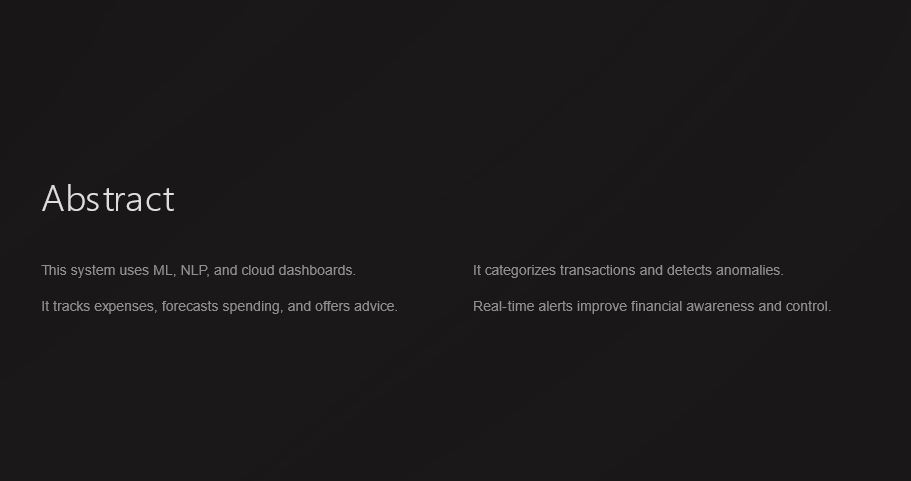 Abstract
This system uses ML, NLP, and cloud dashboards.
It tracks expenses, forecasts spending, and offers advice.
It categorizes transactions and detects anomalies.
Real-time alerts improve financial awareness and control.